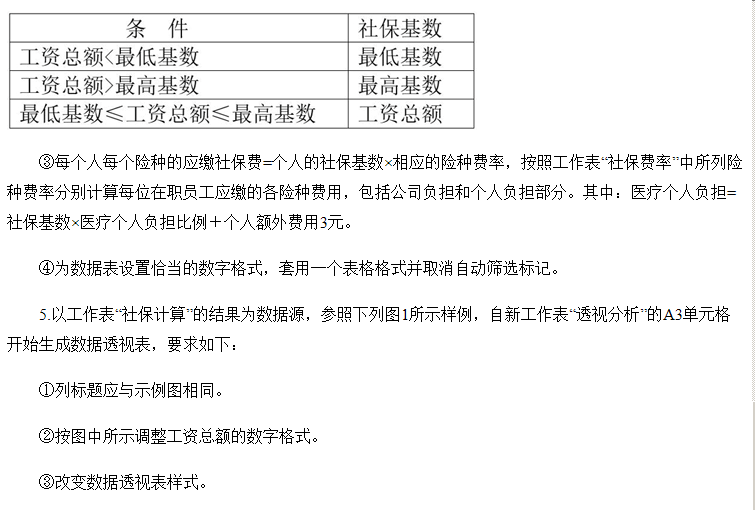 条 件 社保基数
工资总额<最低基数 最低基数
工资总额>最高基数 最高基数
最低基数≤工资总额≤最高基数 工资总额
③每个人每个险种的应缴社保费=个人的社保基数×相应的险种费率，按照工作表“社保费率”中所列险
种费率分别计算每位在职员工应缴的各险种费用，包括公司负担和个人负担部分。其中：医疗个人负担=
社保基数×医疗个人负担比例＋个人额外费用3元。
④为数据表设置恰当的数字格式，套用一个表格格式并取消自动筛选标记。
5.以工作表“社保计算”的结果为数据源，参照下列图1所示样例，自新工作表“透视分析”的A3单元格
开始生成数据透视表，要求如下：
①列标题应与示例图相同。
②按图中所示调整工资总额的数字格式。
③改变数据透视表样式。